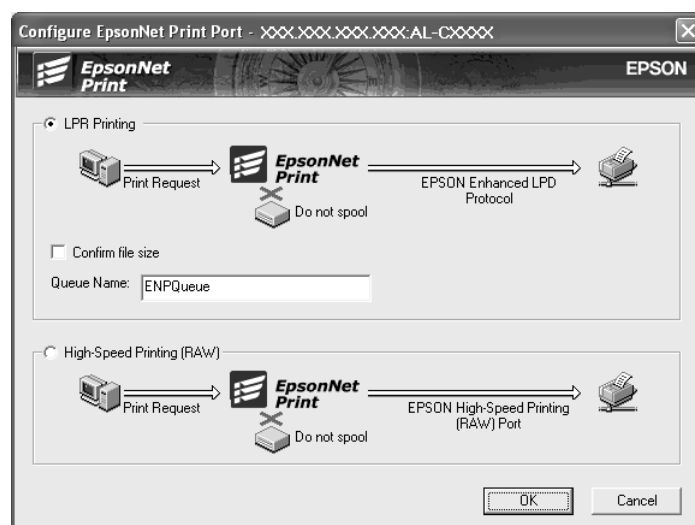 Configure EpsonNet Print Port - XXX.XXX.XXX.XXX:AL-CXXXX
EpsonNet
Print
EPSON
LPR Printing
Print Request
EpsonNet
Print
EPSON Enhanced LPD
Protocol
Do not spool
Confirm file size
Queue Name:
ENPQueue
High-Speed Printing (RAW)
Print Request
EpsonNet
Print
EPSON High-Speed Printing
(RAW) Port
Do not spool
OK
Cancel